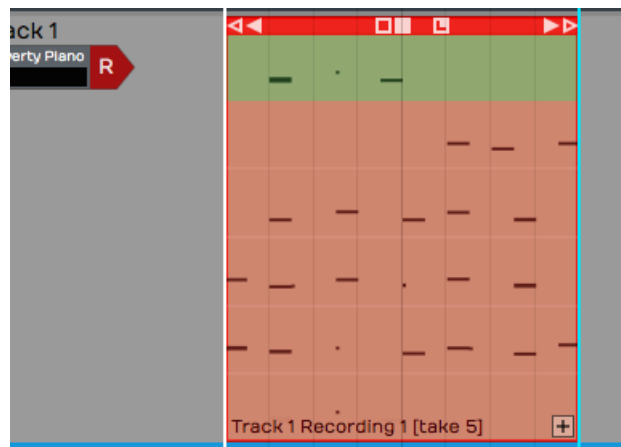 ack 1
erty Piano
R
L
Track 1 Recording 1 [take 5]